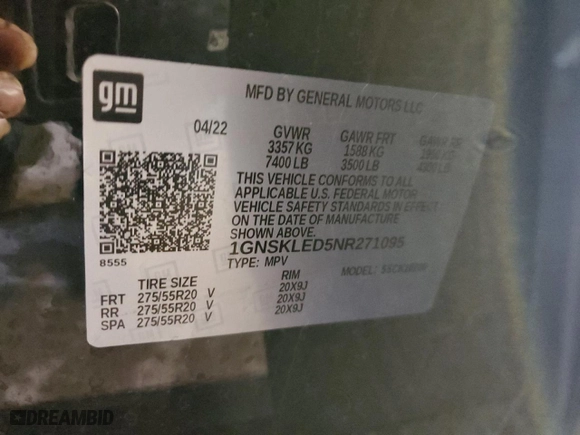 gm
MFD BY GENERAL MOTORS LLC
04/22 GVWR GAWR FRT GAWR RR
3357 KG 1588 KG
7400 LB 3500 LB
THIS VEHICLE CONFORMS TO ALL
APPLICABLE U.S. FEDERAL MOTOR
VEHICLE SAFETY STANDARDS IN EFFECT
ON THE DATE OF MANUFACTURE
SHOWN ABOVE.
1GNSKLED5NR271095
8555
TYPE: MPV MODEL:
TIRE SIZE RIM
FRT 275/55R20 V 20X9J
RR 275/55R20 V 20X9J
SPA 275/55R20 V 20X9J
DREAMBID